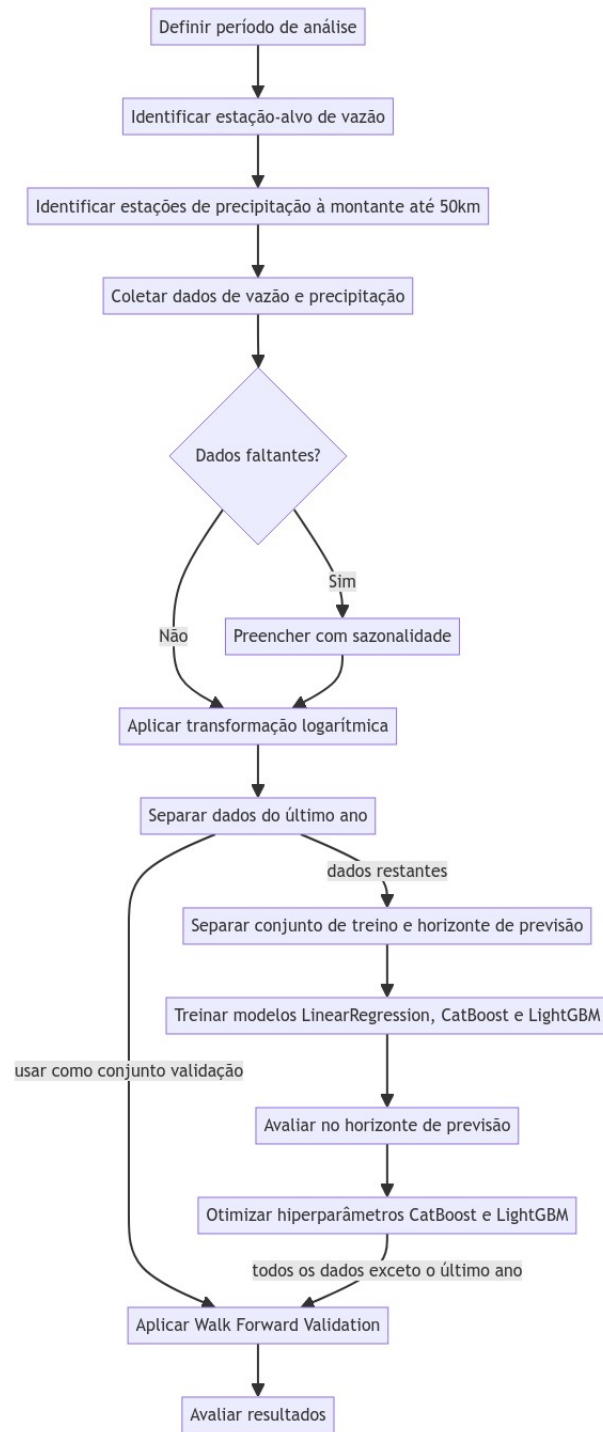 Definir período de análise
Identificar estação-alvo de vazão
Identificar estações de precipitação à montante até 50km
Coletar dados de vazão e precipitação
Dados faltantes?
Sim
Não
Preencher com sazonalidade
Aplicar transformação logarítmica
Separar dados do último ano
dados restantes
Separar conjunto de treino e horizonte de previsão
Treinar modelos LinearRegression, CatBoost e LightGBM
usar como conjunto validação
Avaliar no horizonte de previsão
Otimizar hiperparâmetros CatBoost e LightGBM
todos os dados exceto o último ano
Aplicar Walk Forward Validation
Avaliar resultados